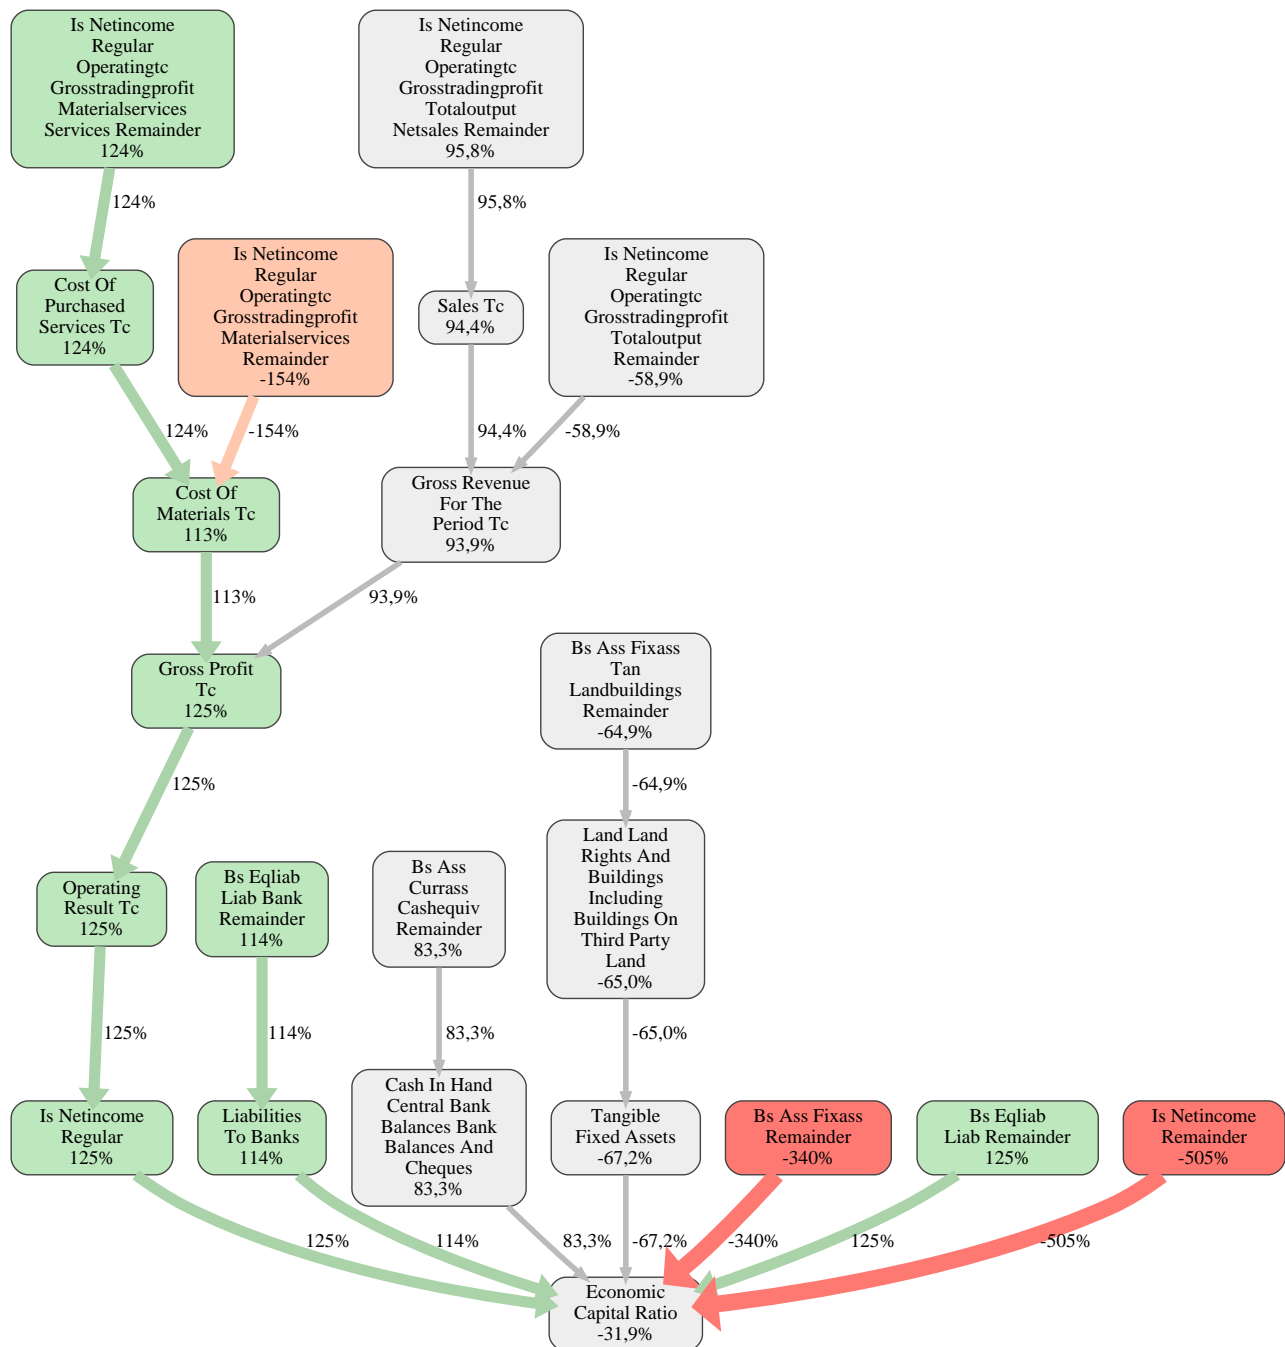 Is Netincome
Regular
Operatingtc
Grosstradingprofit
Materialservices
Services Remainder
124%
Is Netincome
Regular
Operatingtc
Grosstradingprofit
Totaloutput
Netsales Remainder
95,8%
124%
95,8%
Cost Of
Purchased
Services Tc
124%
Is Netincome
Regular
Operatingtc
Grosstradingprofit
Materialservices
Remainder
-154%
Sales Tc
94,4%
Is Netincome
Regular
Operatingtc
Grosstradingprofit
Totaloutput
Remainder
-58,9%
124%
-154%
94,4%
-58,9%
Cost Of
Materials Tc
113%
Gross Revenue
For The
Period Tc
93,9%
113%
93,9%
Gross Profit
Tc
125%
Bs Ass Fixass
Tan
Landbuildings
Remainder
-64,9%
125%
-64,9%
Operating
Result Tc
125%
Bs Eqliab
Liab Bank
Remainder
114%
Bs Ass
Currass
Cashequiv
Remainder
83,3%
Land Land
Rights And
Buildings
Including
Buildings On
Third Party
Land
-65,0%
125%
114%
83,3%
-65,0%
Is Netincome
Regular
125%
Liabilities
To Banks
114%
Cash In Hand
Central Bank
Balances Bank
Balances And
Cheques
83,3%
Tangible
Fixed Assets
-67,2%
Bs Ass Fixass
Remainder
-340%
Bs Eqliab
Liab Remainder
125%
Is Netincome
Remainder
-505%
125%
114%
83,3%
-67,2%
-340%
125%
-505%
Economic
Capital Ratio
-31,9%